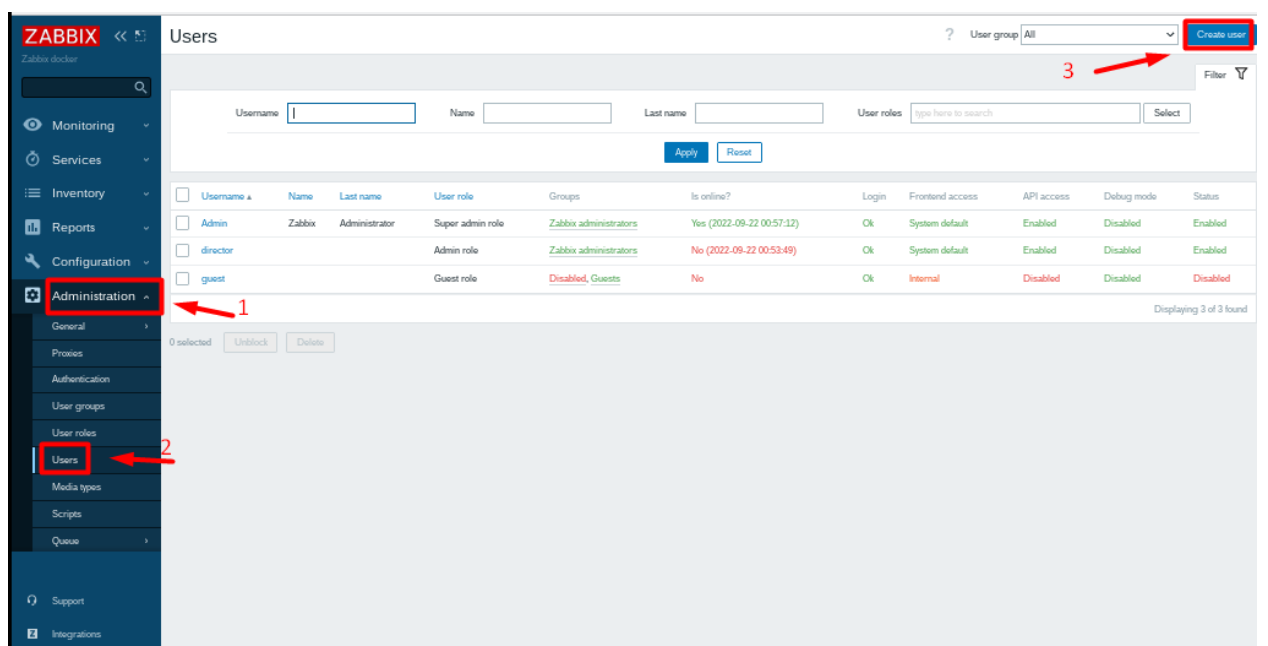 ZABBIX
Zabbix docker
Monitoring
Services
Inventory
Reports
Configuration
Administration
General
Proxies
Authentication
User groups
User roles
Users
Media types
Scripts
Queue
Support
Integrations
1
2
Users
? User group All
Create user
3
Filter
Username Name Last name User roles type here to search Select
Apply Reset
Username Name Last name User role Groups Is online? Login Frontend access API access Debug mode Status
Admin Zabbix Administrator Super admin role Zabbix administrators Yes (2022-09-22 00:57:12) Ok System default Enabled Disabled Enabled
director Admin role Zabbix administrators No (2022-09-22 00:53:49) Ok System default Enabled Disabled Enabled
guest Guest role Disabled, Guests No Ok Internal Disabled Disabled Disabled
Displaying 3 of 3 found
0 selected Unblock Delete